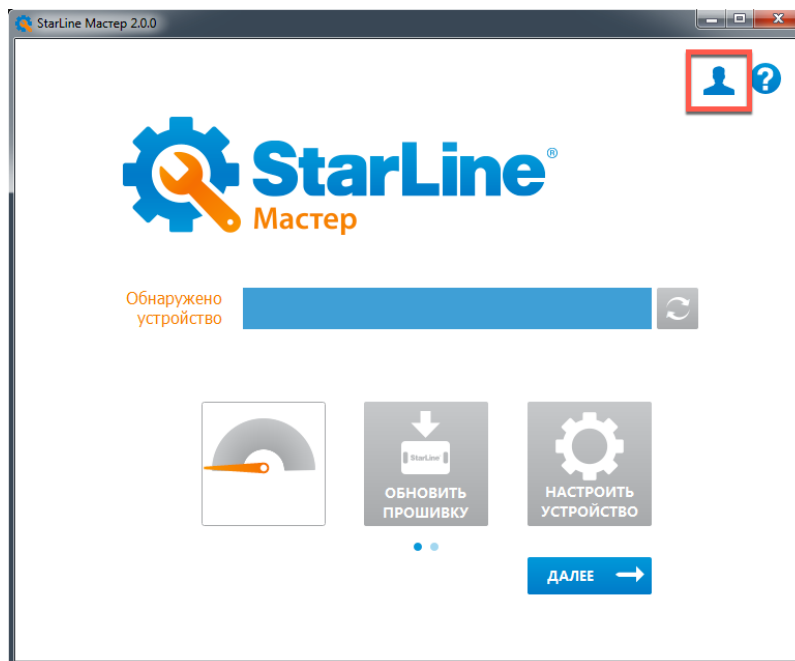 StarLine Мастер 2.0.0
?
StarLine®
Мастер
Обнаружено
устройство
StarLine
ОБНОВИТЬ
ПРОШИВКУ
НАСТРОИТЬ
УСТРОЙСТВО
ДАЛЕЕ